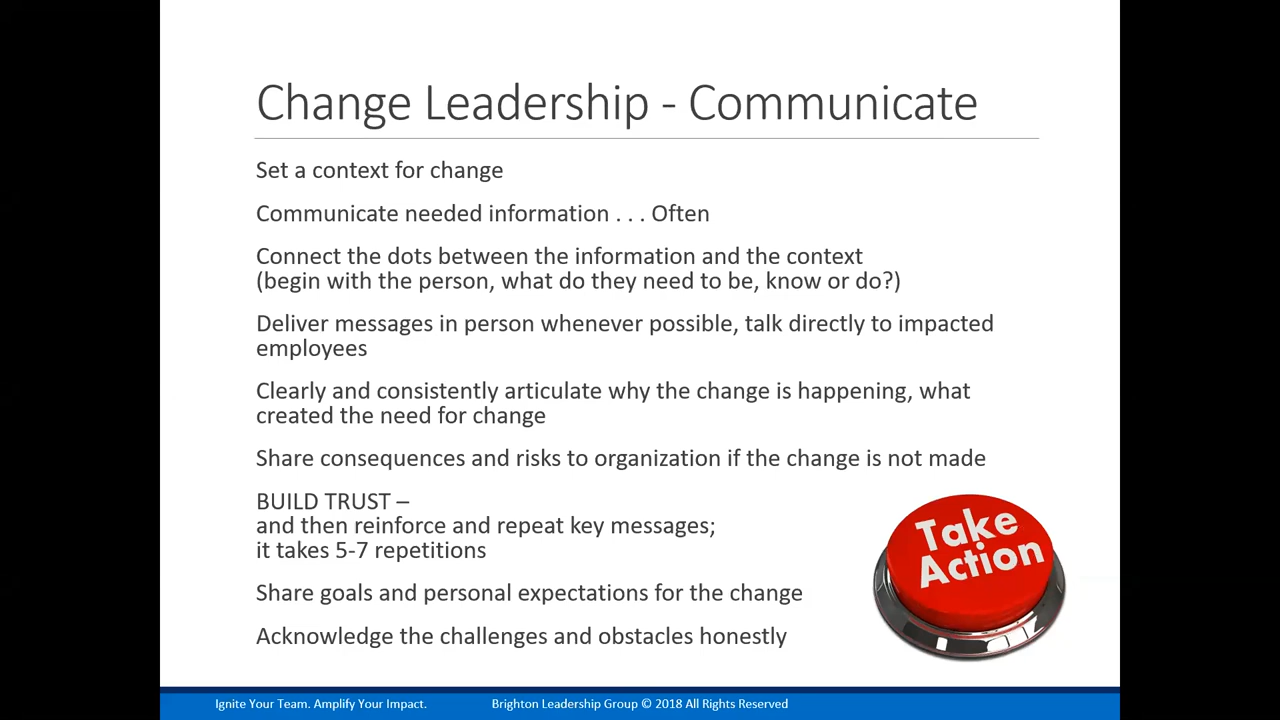 Change Leadership - Communicate
Set a context for change
Communicate needed information . . . Often
Connect the dots between the information and the context
(begin with the person, what do they need to be, know or do?)
Deliver messages in person whenever possible, talk directly to impacted
employees
Clearly and consistently articulate why the change is happening, what
created the need for change
Share consequences and risks to organization if the change is not made
BUILD TRUST –
and then reinforce and repeat key messages;
it takes 5-7 repetitions
Share goals and personal expectations for the change
Acknowledge the challenges and obstacles honestly
Take
Action
Ignite Your Team. Amplify Your Impact.
Brighton Leadership Group © 2018 All Rights Reserved